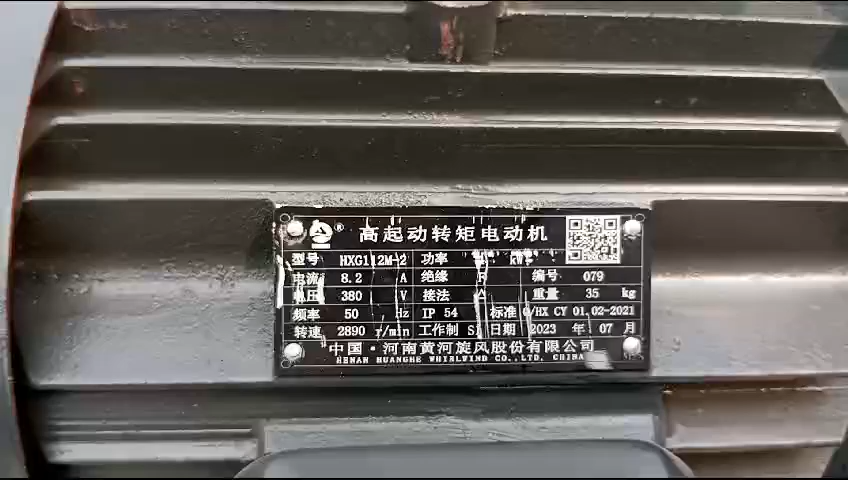 ® 高起动转矩电动机
型号 HXG112M-2 功率 kW
电流 8.2 A 绝缘 编号 079
电压 380 V 接法 △ 重量 35 kg
频率 50 Hz IP 54 标准 /HX CY 01.02-2021
转速 2890 r/min 工作制 日期 2023 年 07 月
中国·河南黄河旋风股份有限公司
HENAN HUANGHE WHIRLWIND CO.,LTD. CHINA